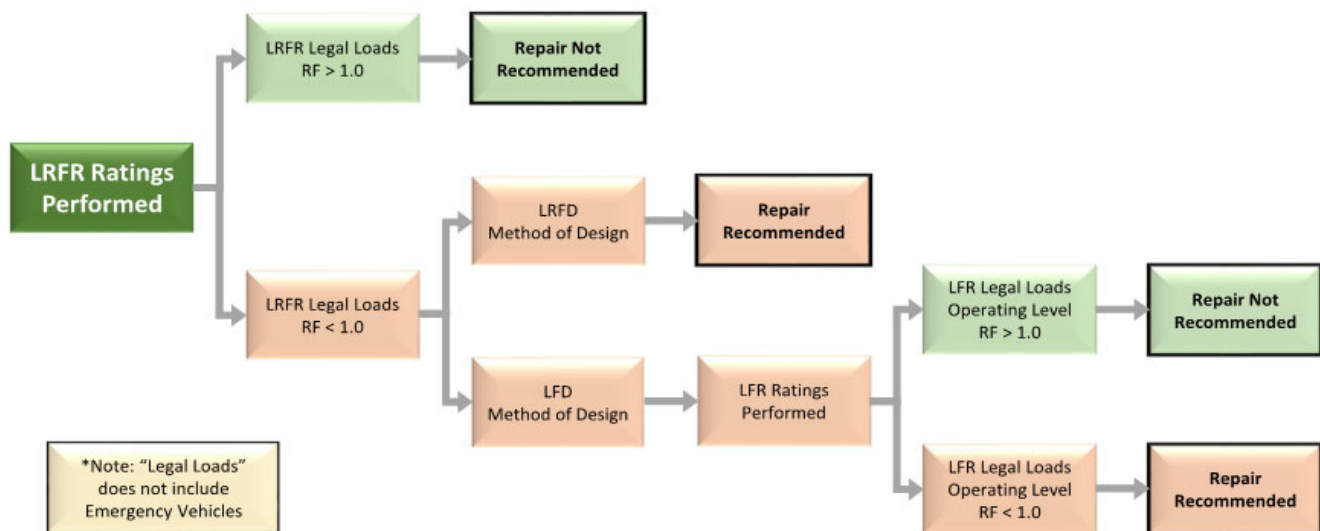 LRFR Legal Loads
RF > 1.0
Repair Not
Recommended
LRFR Ratings
Performed
LRFD
Method of Design
Repair
Recommended
LRFR Legal Loads
RF < 1.0
LFR Legal Loads
Operating Level
RF > 1.0
Repair Not
Recommended
LFD
Method of Design
LFR Ratings
Performed
*Note: “Legal Loads”
does not include
Emergency Vehicles
LFR Legal Loads
Operating Level
RF < 1.0
Repair
Recommended